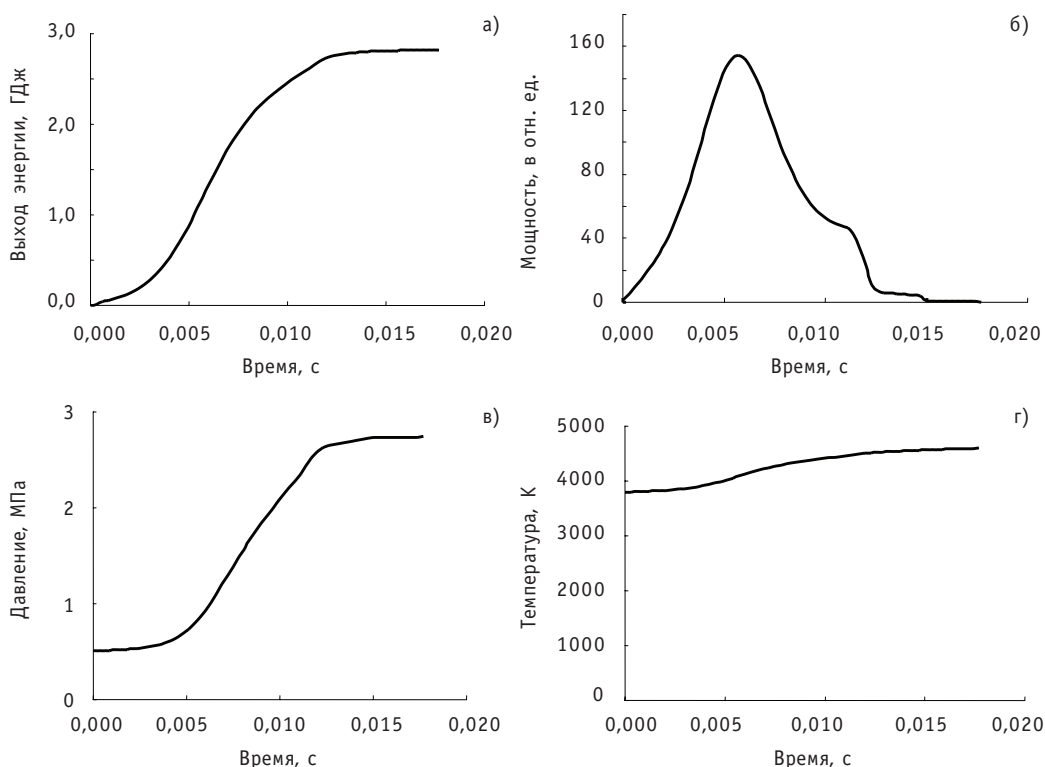 а)
Выход энергии, ГДж
3,0
2,0
1,0
0,0
0,000 0,005 0,010 0,015 0,020
Время, с
б)
Мощность, в отн. ед.
160
120
80
40
0
0,000 0,005 0,010 0,015 0,020
Время, с
в)
Давление, МПа
3
2
1
0
0,000 0,005 0,010 0,015 0,020
Время, с
г)
Температура, К
5000
4000
3000
2000
1000
0
0,000 0,005 0,010 0,015 0,020
Время, с